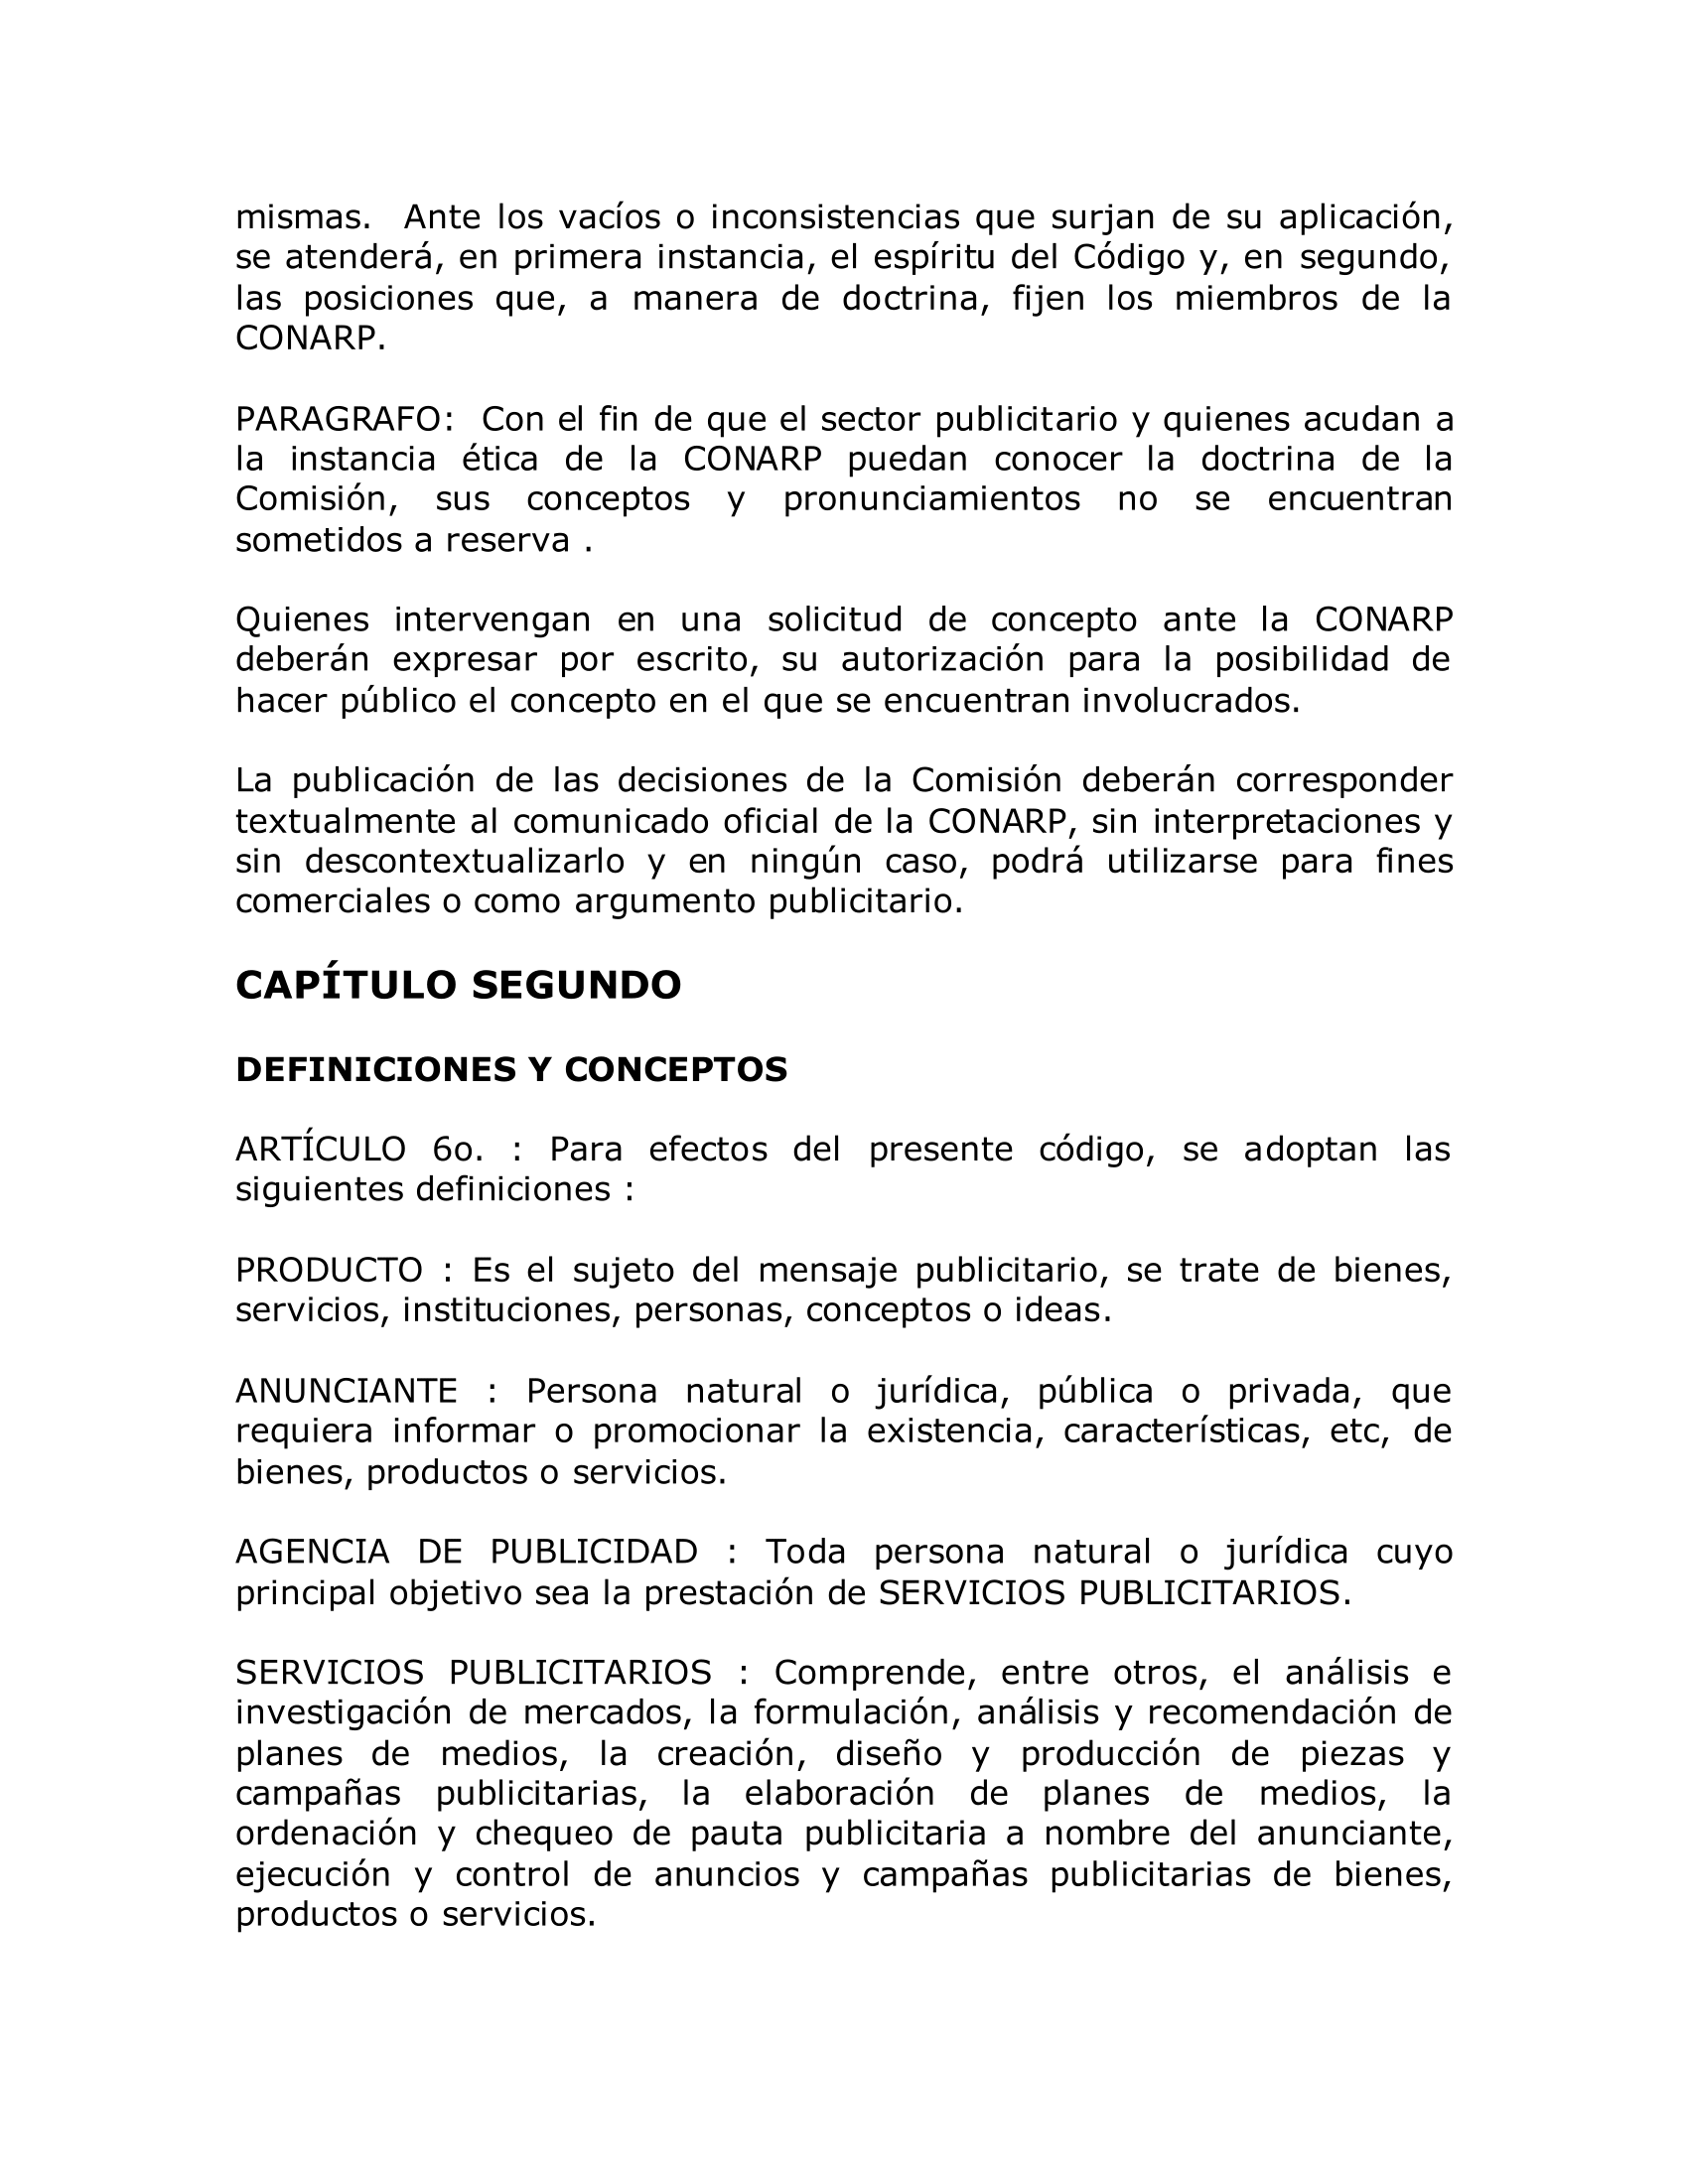 mismas. Ante los vacíos o inconsistencias que surjan de su aplicación,
se atenderá, en primera instancia, el espíritu del Código y, en segundo,
las posiciones que, a manera de doctrina, fijen los miembros de la
CONARP.
PARAGRAFO: Con el fin de que el sector publicitario y quienes acudan a
la instancia ética de la CONARP puedan conocer la doctrina de la
Comisión, sus conceptos y pronunciamientos no se encuentran
sometidos a reserva .
Quienes intervengan en una solicitud de concepto ante la CONARP
deberán expresar por escrito, su autorización para la posibilidad de
hacer público el concepto en el que se encuentran involucrados.
La publicación de las decisiones de la Comisión deberán corresponder
textualmente al comunicado oficial de la CONARP, sin interpretaciones y
sin descontextualizarlo y en ningún caso, podrá utilizarse para fines
comerciales o como argumento publicitario.
CAPÍTULO SEGUNDO
DEFINICIONES Y CONCEPTOS
ARTÍCULO 6o. : Para efectos del presente código, se adoptan las
siguientes definiciones :
PRODUCTO : Es el sujeto del mensaje publicitario, se trate de bienes,
servicios, instituciones, personas, conceptos o ideas.
ANUNCIANTE : Persona natural o jurídica, pública o privada, que
requiera informar o promocionar la existencia, características, etc, de
bienes, productos o servicios.
AGENCIA DE PUBLICIDAD : Toda persona natural o jurídica cuyo
principal objetivo sea la prestación de SERVICIOS PUBLICITARIOS.
SERVICIOS PUBLICITARIOS : Comprende, entre otros, el análisis e
investigación de mercados, la formulación, análisis y recomendación de
planes de medios, la creación, diseño y producción de piezas y
campañas publicitarias, la elaboración de planes de medios, la
ordenación y chequeo de pauta publicitaria a nombre del anunciante,
ejecución y control de anuncios y campañas publicitarias de bienes,
productos o servicios.